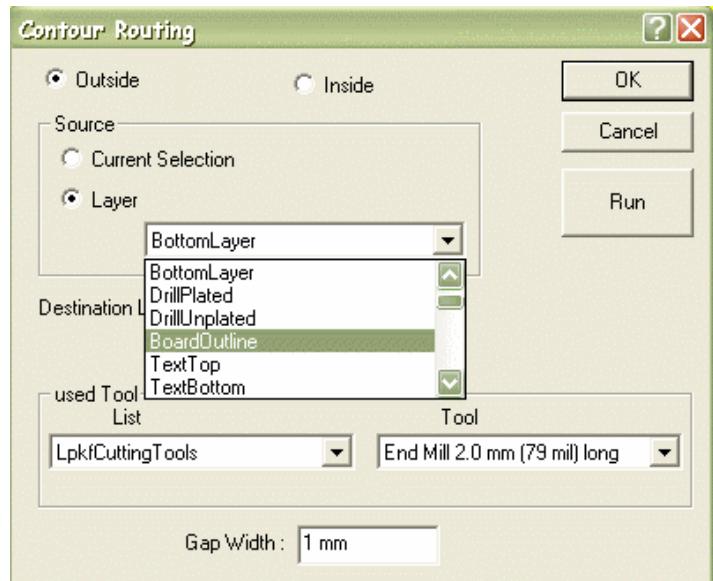 Contour Routing
Outside
Inside
OK
Source
Cancel
Current Selection
Layer
Run
BottomLayer
BottomLayer
DrillPlated
Destination L
DrillUnplated
BoardOutline
TextTop
TextBottom
used Tool
List
Tool
LpkfCuttingTools
End Mill 2.0 mm (79 mil) long
Gap Width :
1 mm